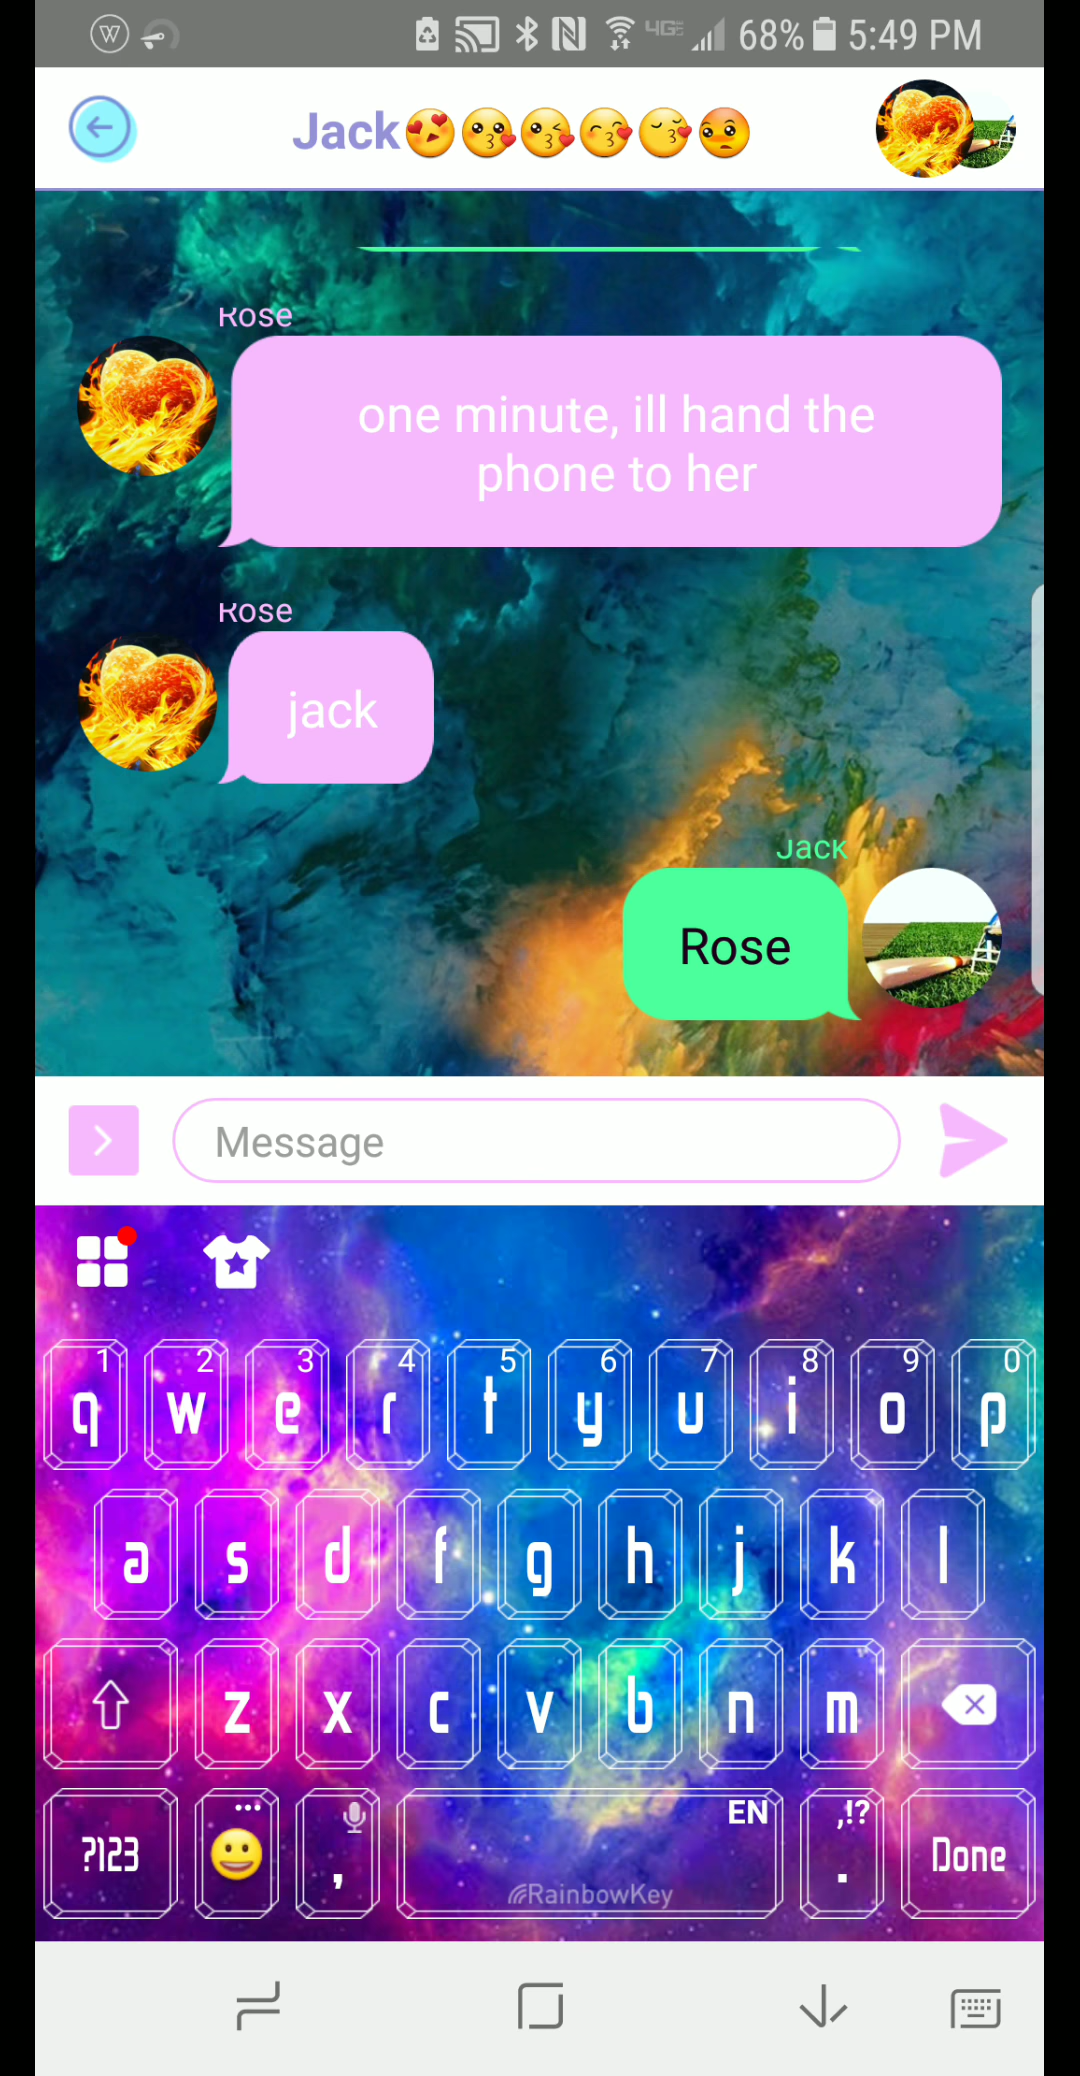 68% 5:49 PM
Jack😍🥺😘😙😚🥺
Rose
one minute, ill hand the
phone to her
Rose
jack
Jack
Rose
Message
1 2 3 4 5 6 7 8 9 0
q w e r t y u i o p
a s d f g h j k l
z x c v b n m
?123 , EN RainbowKey ,!? . Done